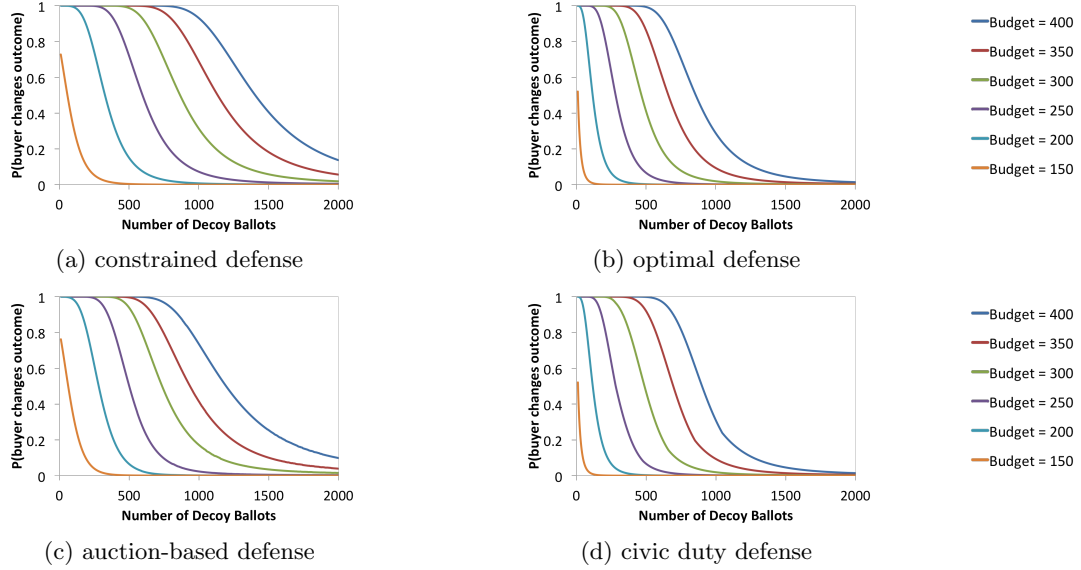 P(buyer changes outcome)
1
0.8
0.6
0.4
0.2
0
0 500 1000 1500 2000
Number of Decoy Ballots
(a) constrained defense
P(buyer changes outcome)
1
0.8
0.6
0.4
0.2
0
0 500 1000 1500 2000
Number of Decoy Ballots
(b) optimal defense
Budget = 400
Budget = 350
Budget = 300
Budget = 250
Budget = 200
Budget = 150
P(buyer changes outcome)
1
0.8
0.6
0.4
0.2
0
0 500 1000 1500 2000
Number of Decoy Ballots
(c) auction-based defense
P(buyer changes outcome)
1
0.8
0.6
0.4
0.2
0
0 500 1000 1500 2000
Number of Decoy Ballots
(d) civic duty defense
Budget = 400
Budget = 350
Budget = 300
Budget = 250
Budget = 200
Budget = 150